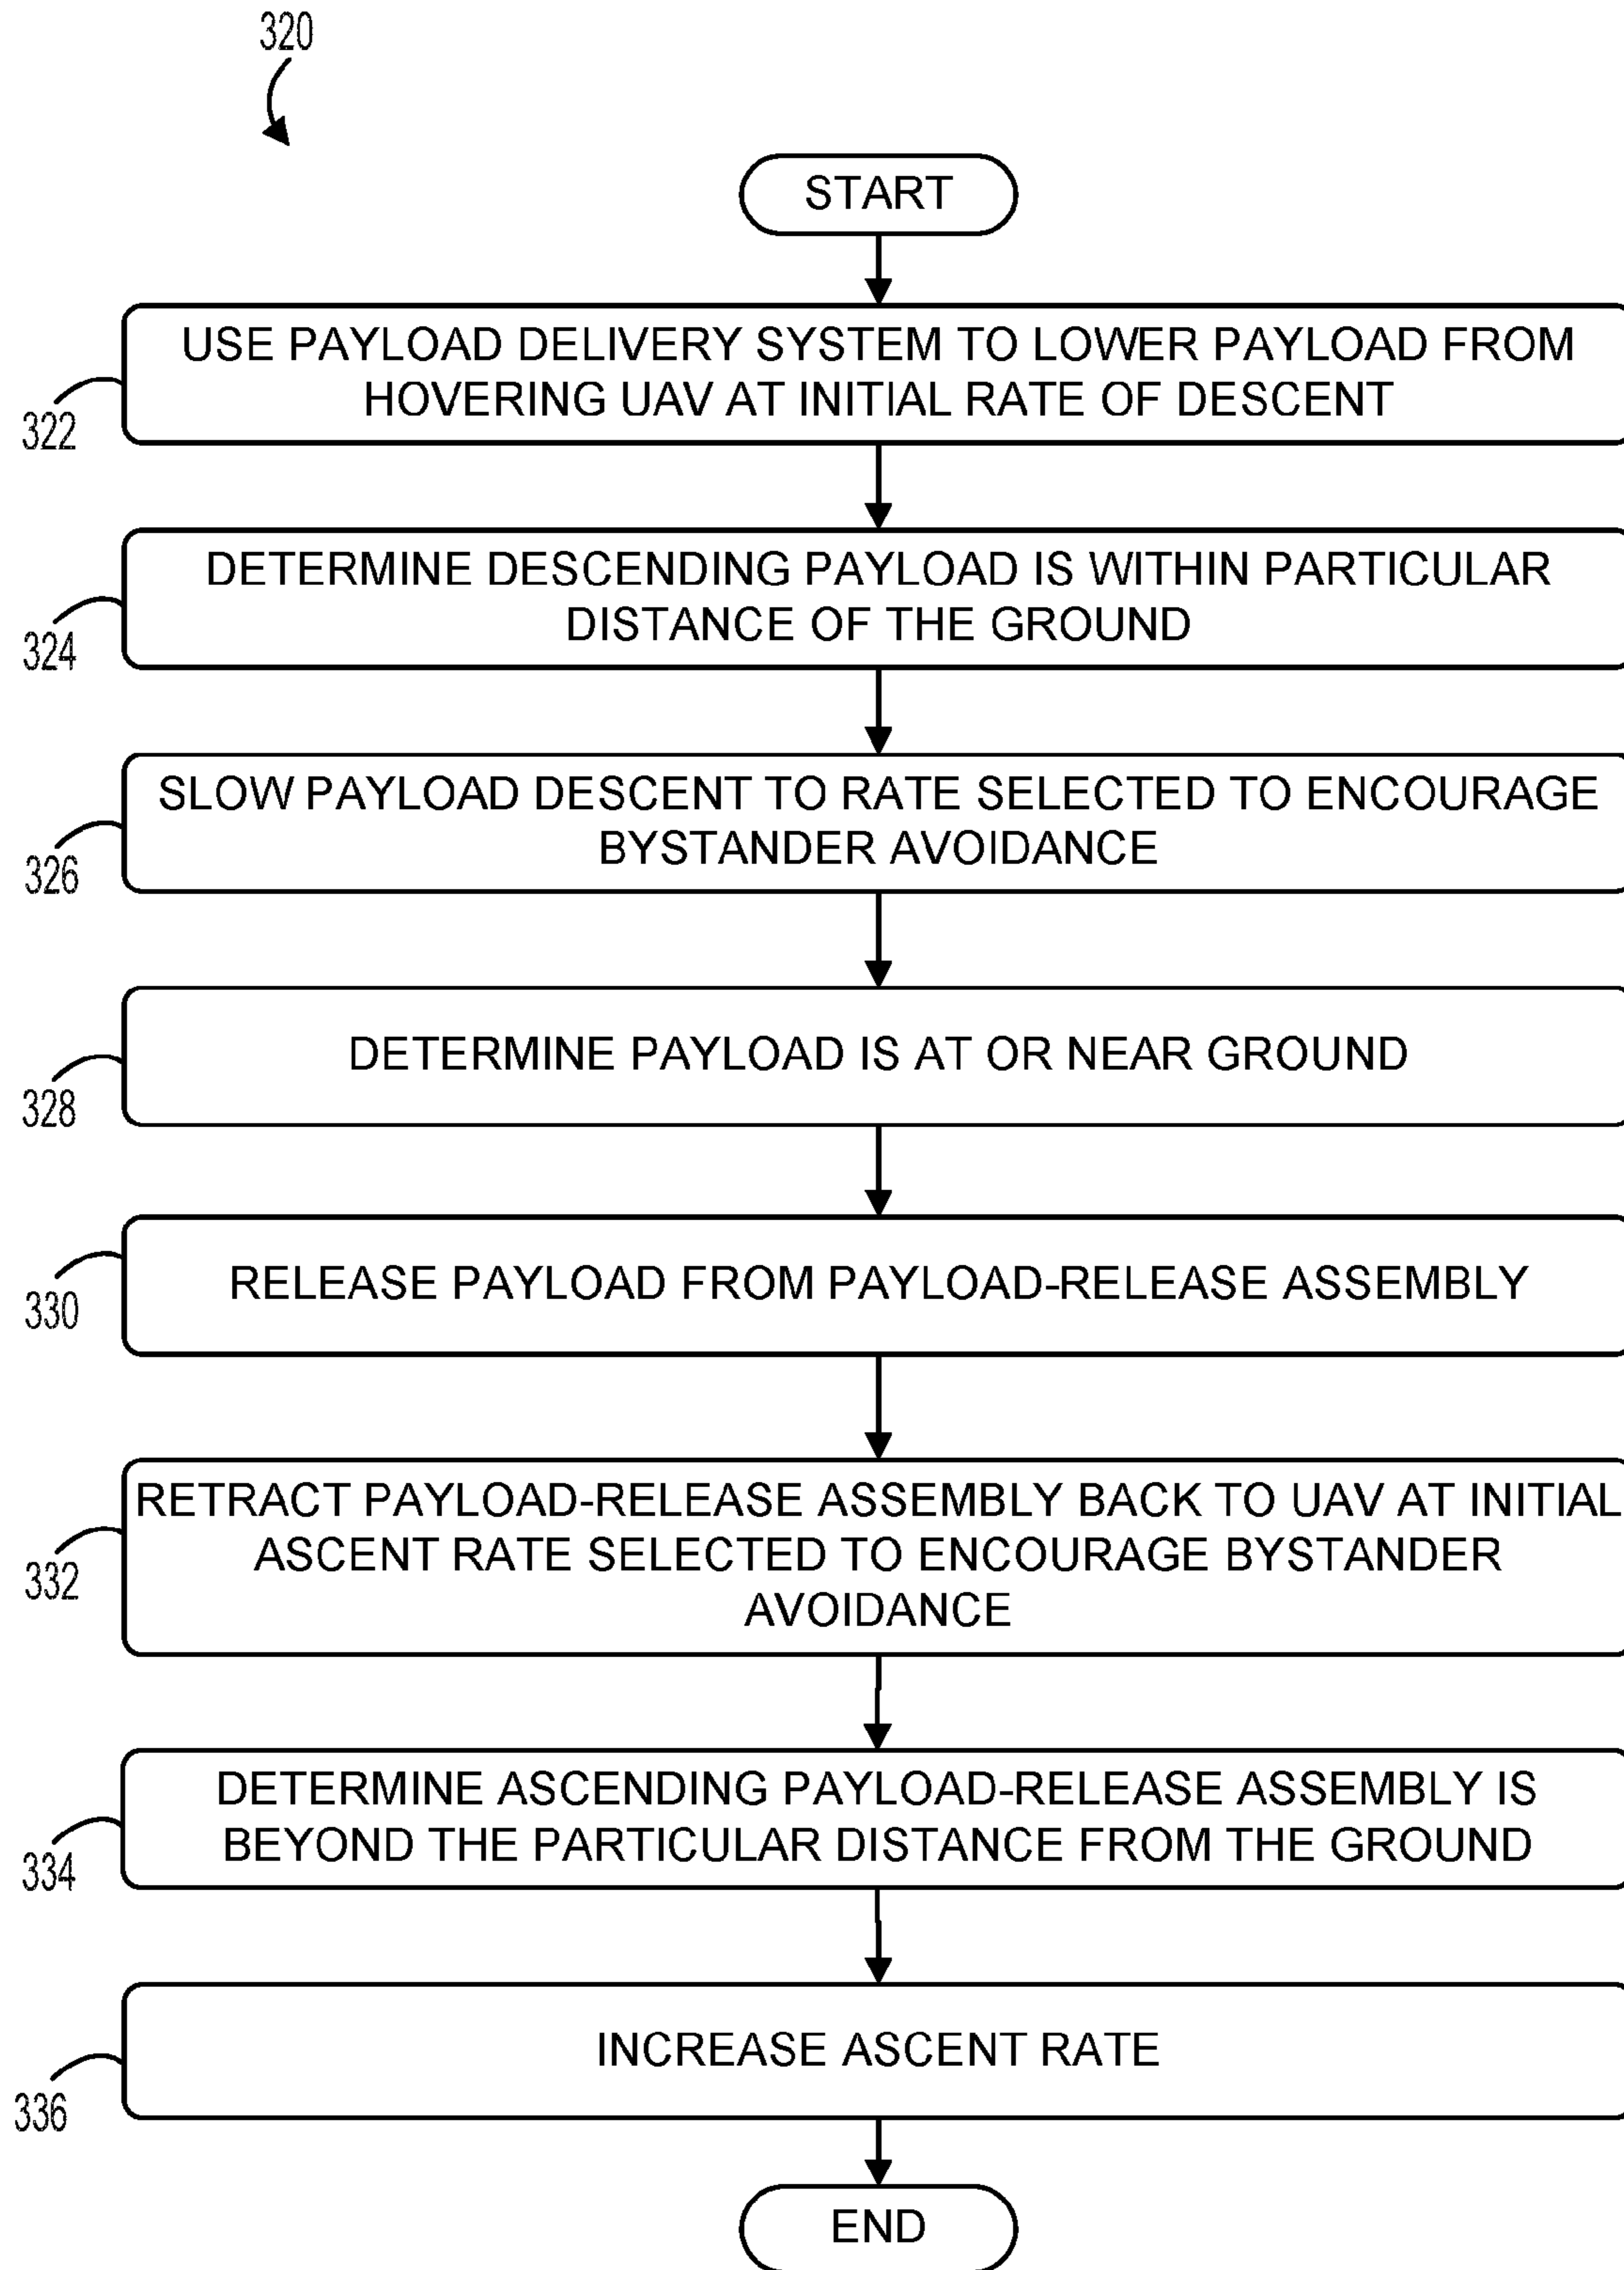 320
START
USE PAYLOAD DELIVERY SYSTEM TO LOWER PAYLOAD FROM
HOVERING UAV AT INITIAL RATE OF DESCENT
322
DETERMINE DESCENDING PAYLOAD IS WITHIN PARTICULAR
DISTANCE OF THE GROUND
324
SLOW PAYLOAD DESCENT TO RATE SELECTED TO ENCOURAGE
BYSTANDER AVOIDANCE
326
DETERMINE PAYLOAD IS AT OR NEAR GROUND
328
RELEASE PAYLOAD FROM PAYLOAD-RELEASE ASSEMBLY
330
RETRACT PAYLOAD-RELEASE ASSEMBLY BACK TO UAV AT INITIAL
ASCENT RATE SELECTED TO ENCOURAGE BYSTANDER
AVOIDANCE
332
DETERMINE ASCENDING PAYLOAD-RELEASE ASSEMBLY IS
BEYOND THE PARTICULAR DISTANCE FROM THE GROUND
334
INCREASE ASCENT RATE
336
END